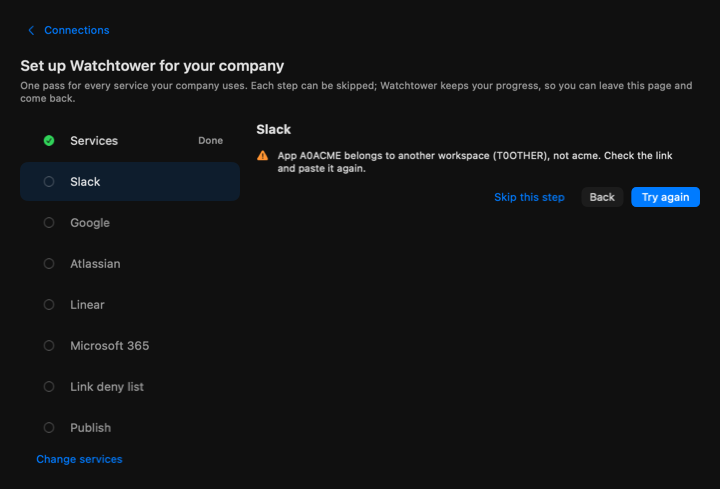 Connections
Set up Watchtower for your company
One pass for every service your company uses. Each step can be skipped; Watchtower keeps your progress, so you can leave this page and
come back.
Services
Done
Slack
Google
Atlassian
Linear
Microsoft 365
Link deny list
Publish
Change services
Slack
App A0ACME belongs to another workspace (T0OTHER), not acme. Check the link
and paste it again.
Skip this step
Back
Try again